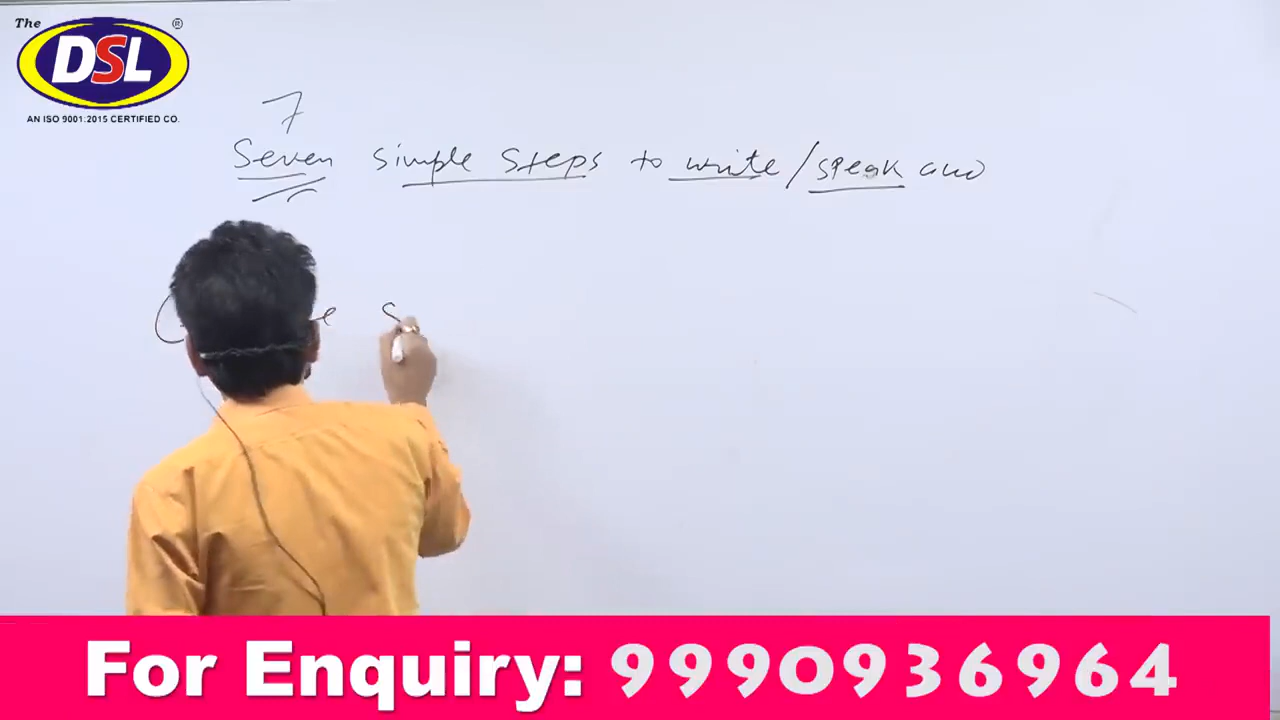 The
®
DSL
AN ISO 9001:2015 CERTIFIED CO.
7
Seven simple steps to write / speak
For Enquiry: 9990936964